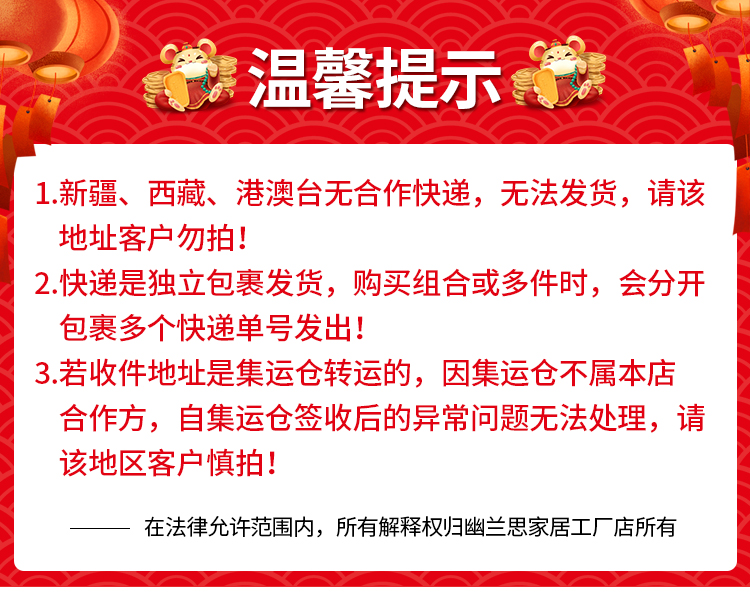 温馨提示
1.新疆、西藏、港澳台无合作快递，无法发货，请该
地址客户勿拍！
2.快递是独立包裹发货，购买组合或多件时，会分开
包裹多个快递单号发出！
3.若收件地址是集运仓转运的，因集运仓不属本店
合作方，自集运仓签收后的异常问题无法处理，请
该地区客户慎拍！
——— 在法律允许范围内，所有解释权归幽兰思家居工厂店所有